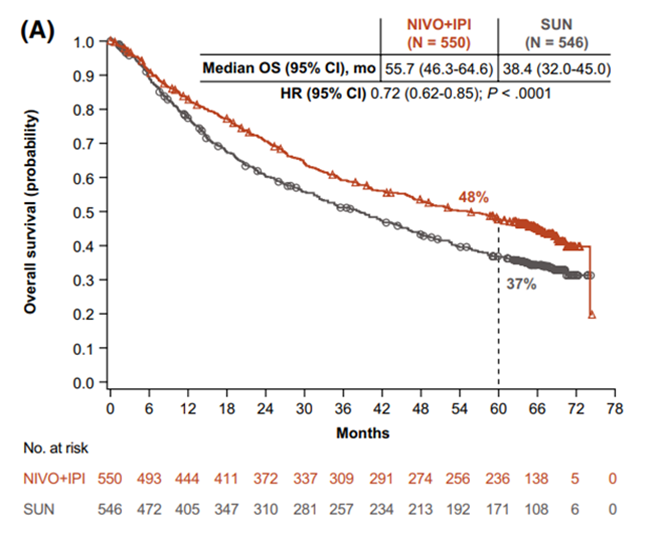 (A)
NIVO+IPI SUN
(N = 550) (N = 546)
Median OS (95% CI), mo 55.7 (46.3-64.6) 38.4 (32.0-45.0)
HR (95% CI) 0.72 (0.62-0.85); P < .0001
Overall survival (probability)
1.0
0.9
0.8
0.7
0.6
0.5
0.4
0.3
0.2
0.1
0.0
48%
37%
0 6 12 18 24 30 36 42 48 54 60 66 72 78
Months
No. at risk
NIVO+IPI 550 493 444 411 372 337 309 291 274 256 236 138 5 0
SUN 546 472 405 347 310 281 257 234 213 192 171 108 6 0